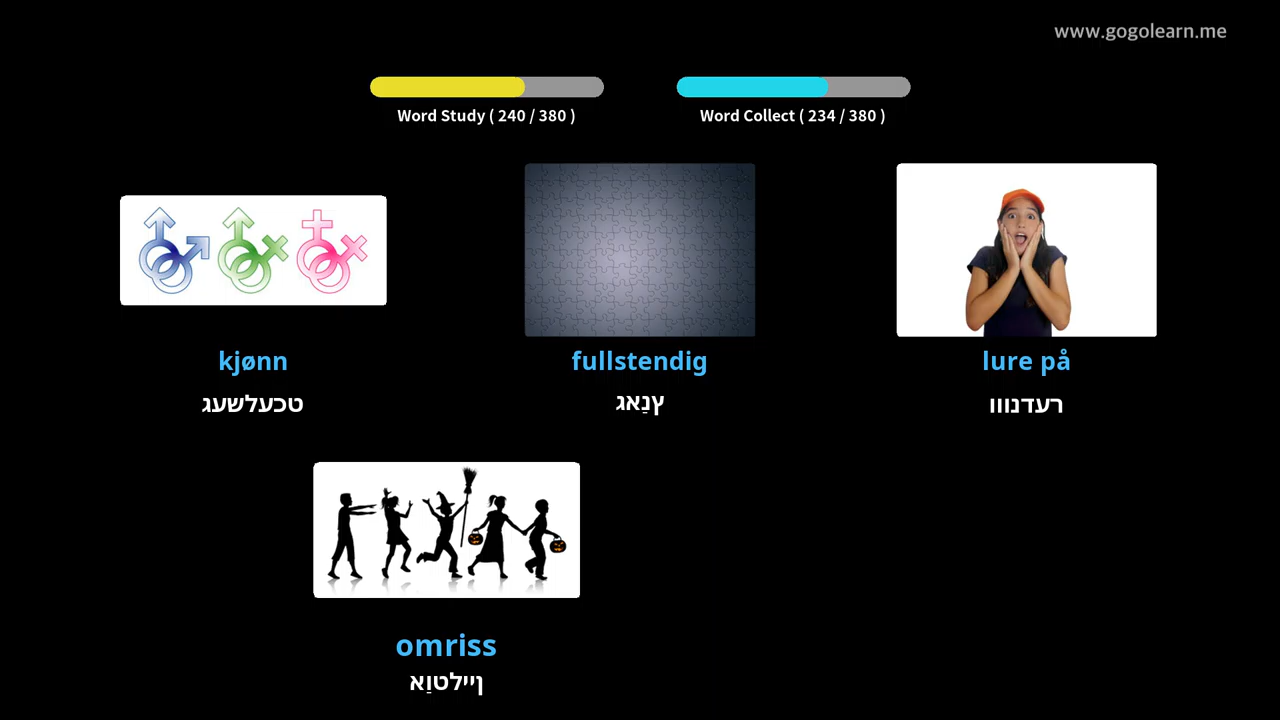 www.gogolearn.me
Word Study ( 240 / 380 )
Word Collect ( 234 / 380 )
kjønn
טכעלשעג
fullstendig
ץנַאג
lure på
רעדנווו
omriss
ןיילטוַא